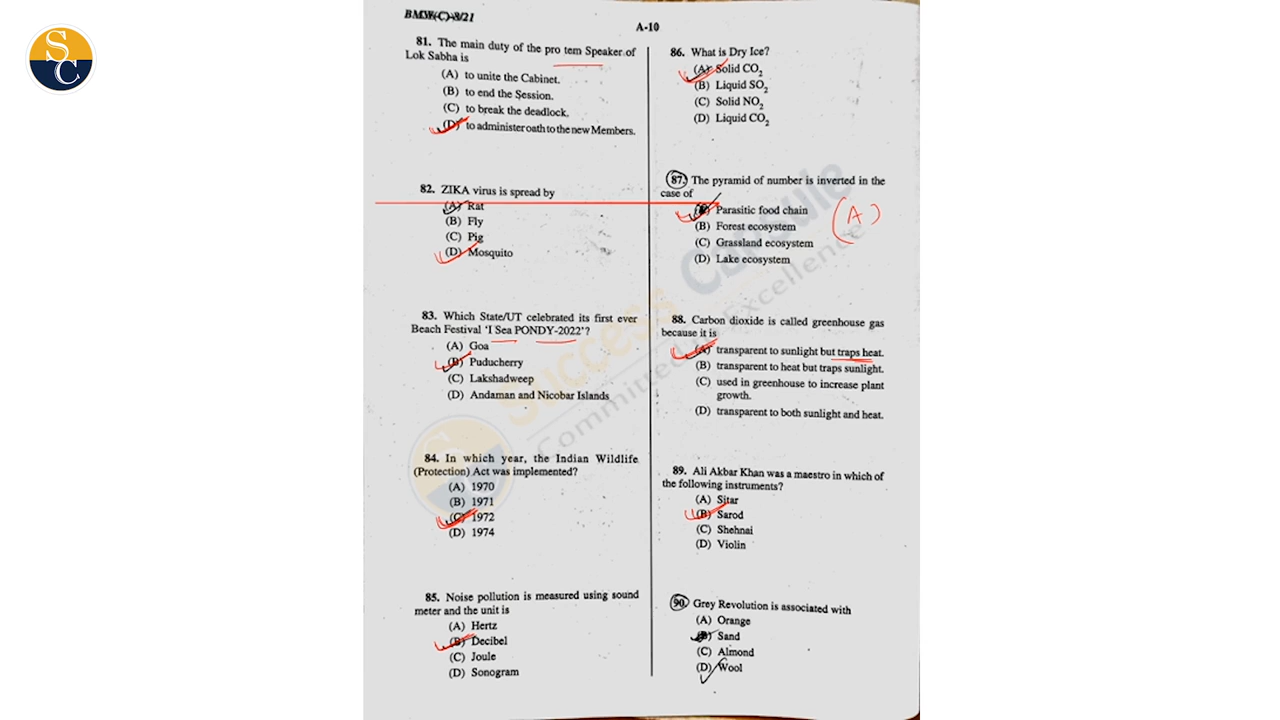 S
C
BMW(C)-8/21
A-10
81. The main duty of the pro tem Speaker of
Lok Sabha is
(A) to unite the Cabinet.
(B) to end the Session.
(C) to break the deadlock.
(D) to administer oath to the new Members.
82. ZIKA virus is spread by
(A) Rat
(B) Fly
(C) Pig
(D) Mosquito
83. Which State/UT celebrated its first ever
Beach Festival 'I Sea PONDY-2022'?
(A) Goa
(B) Puducherry
(C) Lakshadweep
(D) Andaman and Nicobar Islands
84. In which year, the Indian Wildlife
(Protection) Act was implemented?
(A) 1970
(B) 1971
(C) 1972
(D) 1974
85. Noise pollution is measured using sound
meter and the unit is
(A) Hertz
(B) Decibel
(C) Joule
(D) Sonogram
86. What is Dry Ice?
(A) Solid CO₂
(B) Liquid SO₂
(C) Solid NO₂
(D) Liquid CO₂
87. The pyramid of number is inverted in the
case of
(A) Parasitic food chain
(B) Forest ecosystem
(C) Grassland ecosystem
(D) Lake ecosystem
(A)
88. Carbon dioxide is called greenhouse gas
because it is
(A) transparent to sunlight but traps heat.
(B) transparent to heat but traps sunlight.
(C) used in greenhouse to increase plant
growth.
(D) transparent to both sunlight and heat.
89. Ali Akbar Khan was a maestro in which of
the following instruments?
(A) Sitar
(B) Sarod
(C) Shehnai
(D) Violin
90. Grey Revolution is associated with
(A) Orange
(B) Sand
(C) Almond
(D) Wool
Success Capsule
Committed to Excellence